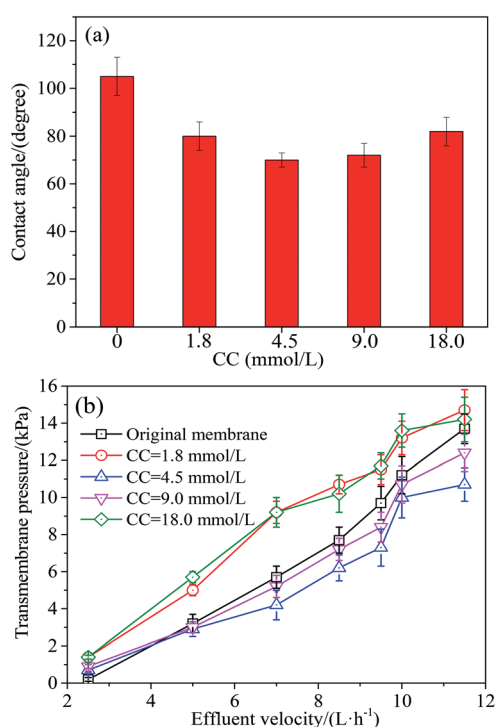 (a)
Contact angle/(degree)
120
100
80
60
40
20
0
0 1.8 4.5 9.0 18.0
CC (mmol/L)
(b)
Transmembrane pressure/(kPa)
16
14
12
10
8
6
4
2
0
Original membrane
CC=1.8 mmol/L
CC=4.5 mmol/L
CC=9.0 mmol/L
CC=18.0 mmol/L
2 4 6 8 10 12
Effluent velocity/(L·h⁻¹)